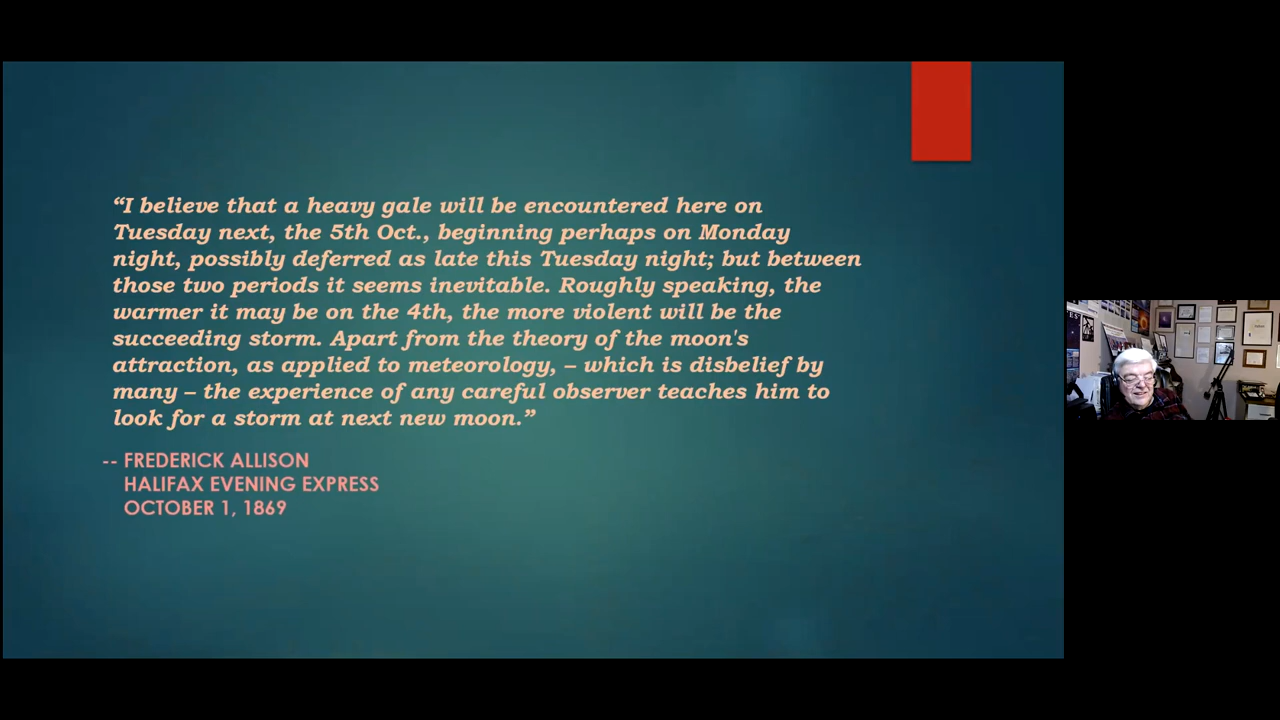 “I believe that a heavy gale will be encountered here on
Tuesday next, the 5th Oct., beginning perhaps on Monday
night, possibly deferred as late this Tuesday night; but between
those two periods it seems inevitable. Roughly speaking, the
warmer it may be on the 4th, the more violent will be the
succeeding storm. Apart from the theory of the moon's
attraction, as applied to meteorology, – which is disbelief by
many – the experience of any careful observer teaches him to
look for a storm at next new moon.”
-- FREDERICK ALLISON
HALIFAX EVENING EXPRESS
OCTOBER 1, 1869